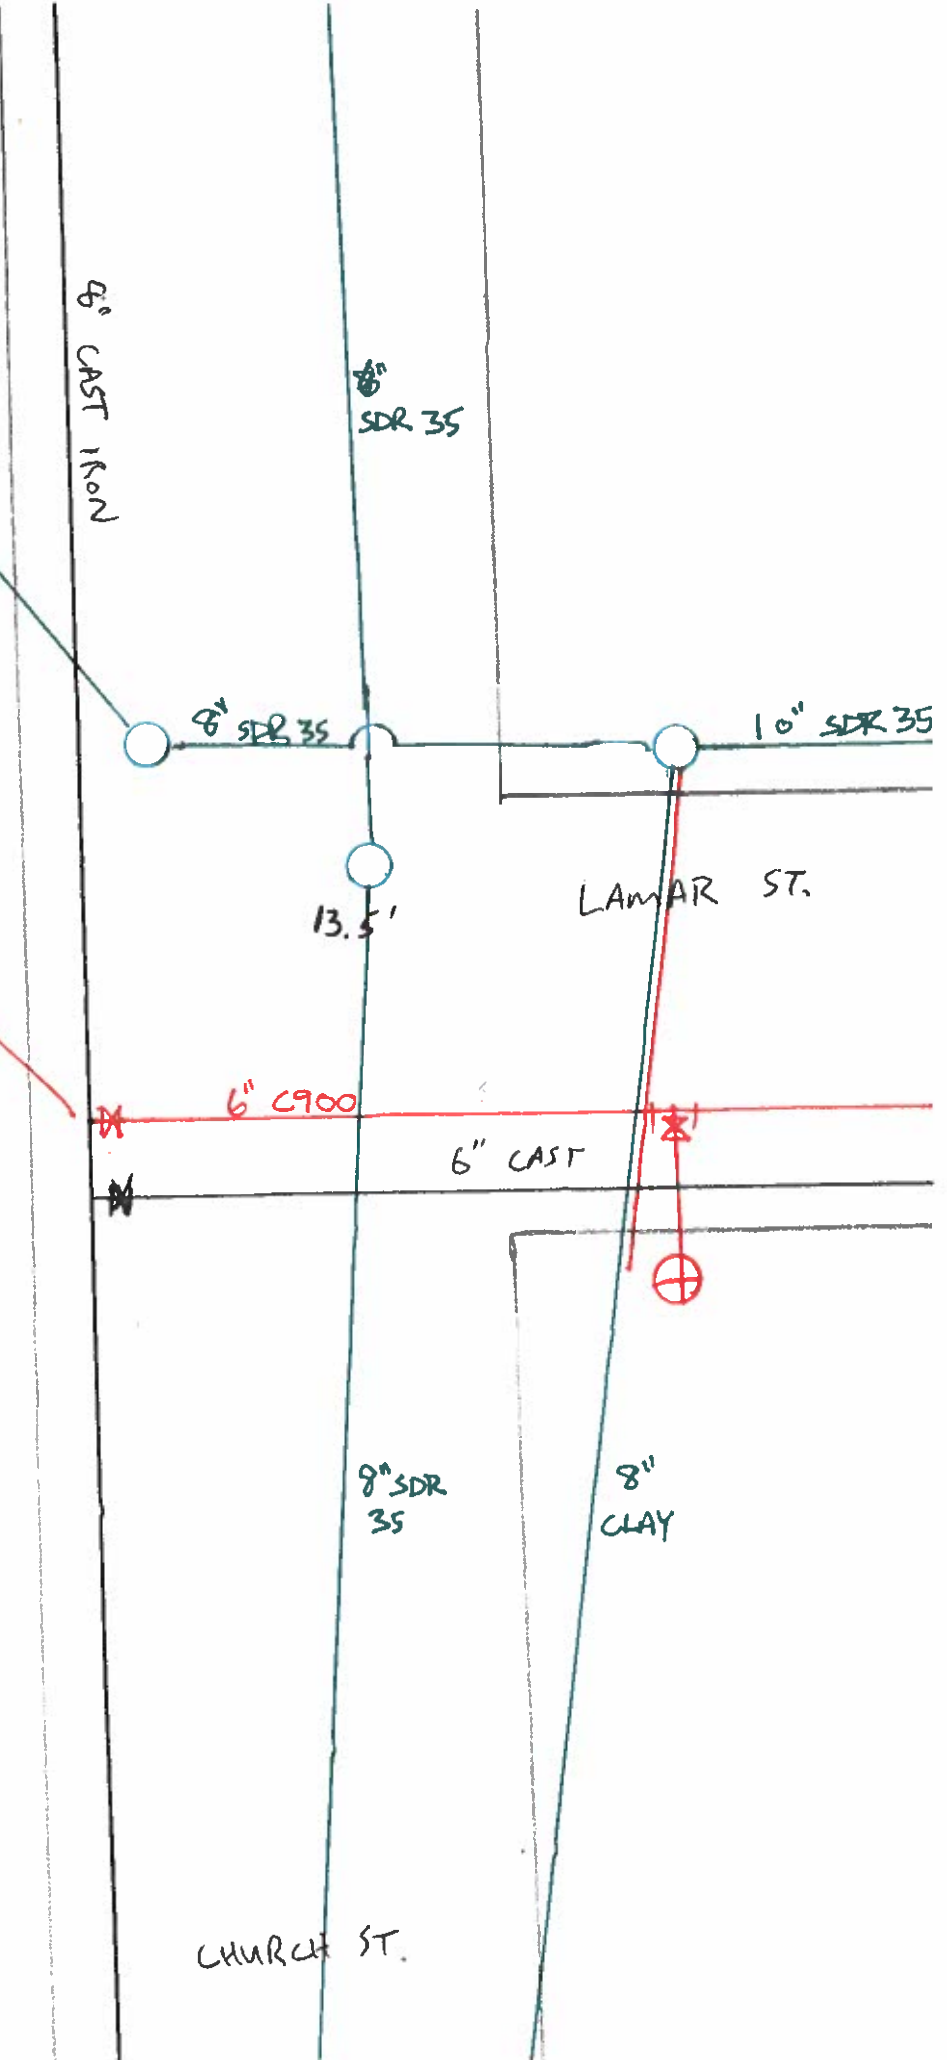 8" CAST IRON
SDR 35
8" SDR 35
10" SDR 35
13.5'
LAMAR ST.
6" C900
6" CAST
8" SDR
35
8"
CLAY
CHURCH ST.